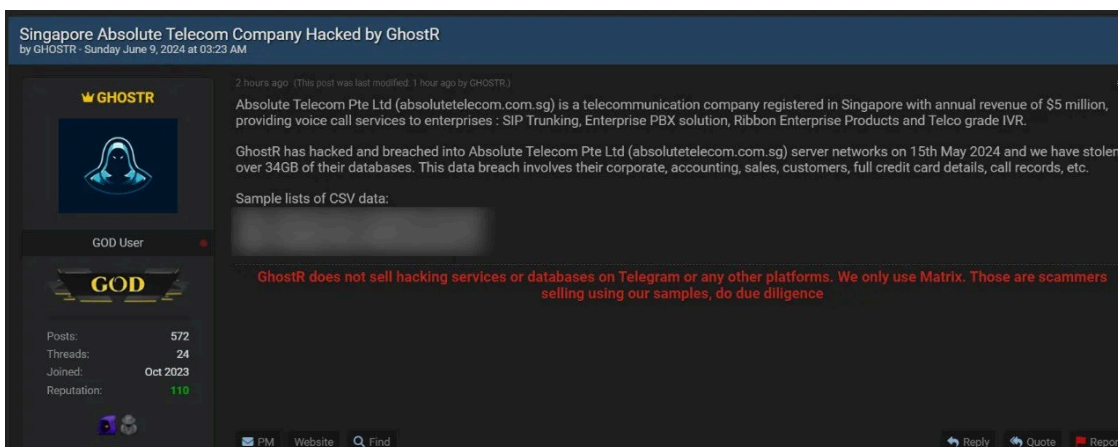 Singapore Absolute Telecom Company Hacked by GhostR
by GHOSTR - Sunday June 9, 2024 at 03:23 AM
GHOSTR
GOD User
GOD
Posts: 572
Threads: 24
Joined: Oct 2023
Reputation: 110
2 hours ago (This post was last modified: 1 hour ago by GHOSTR.)
Absolute Telecom Pte Ltd (absolutetelecom.com.sg) is a telecommunication company registered in Singapore with annual revenue of $5 million,
providing voice call services to enterprises : SIP Trunking, Enterprise PBX solution, Ribbon Enterprise Products and Telco grade IVR.
GhostR has hacked and breached into Absolute Telecom Pte Ltd (absolutetelecom.com.sg) server networks on 15th May 2024 and we have stolen
over 34GB of their databases. This data breach involves their corporate, accounting, sales, customers, full credit card details, call records, etc.
Sample lists of CSV data:
GhostR does not sell hacking services or databases on Telegram or any other platforms. We only use Matrix. Those are scammers
selling using our samples, do due diligence
PM Website Find
Reply Quote Repor